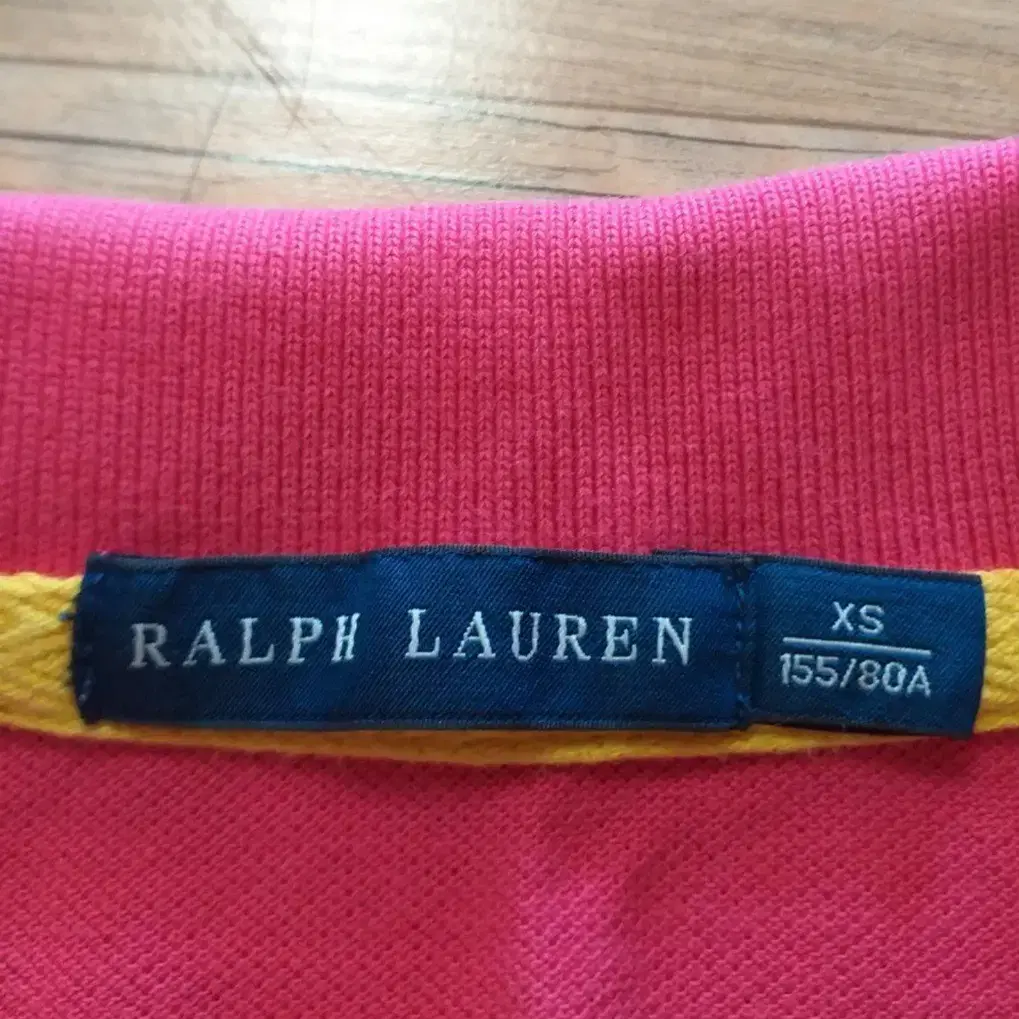 RALPH LAUREN
XS
155/80A